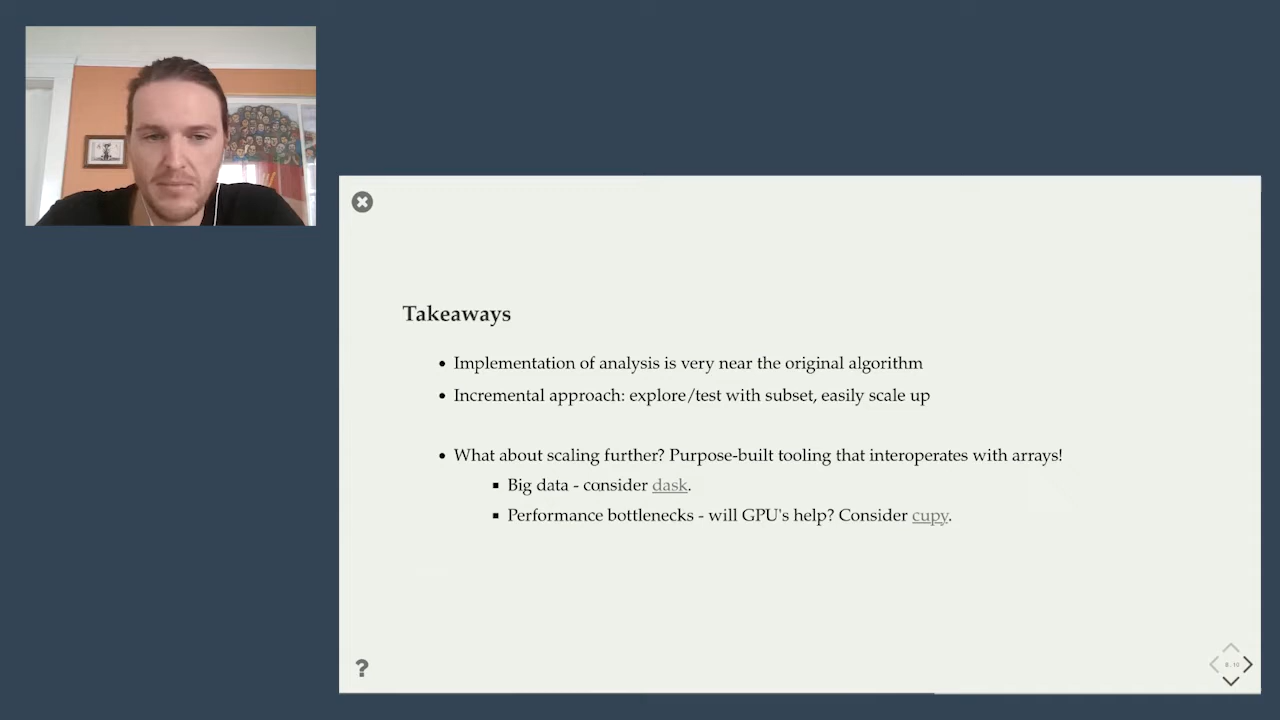 Takeaways
Implementation of analysis is very near the original algorithm
Incremental approach: explore/test with subset, easily scale up
What about scaling further? Purpose-built tooling that interoperates with arrays!
Big data - consider dask.
Performance bottlenecks - will GPU's help? Consider cupy.
?
8.10